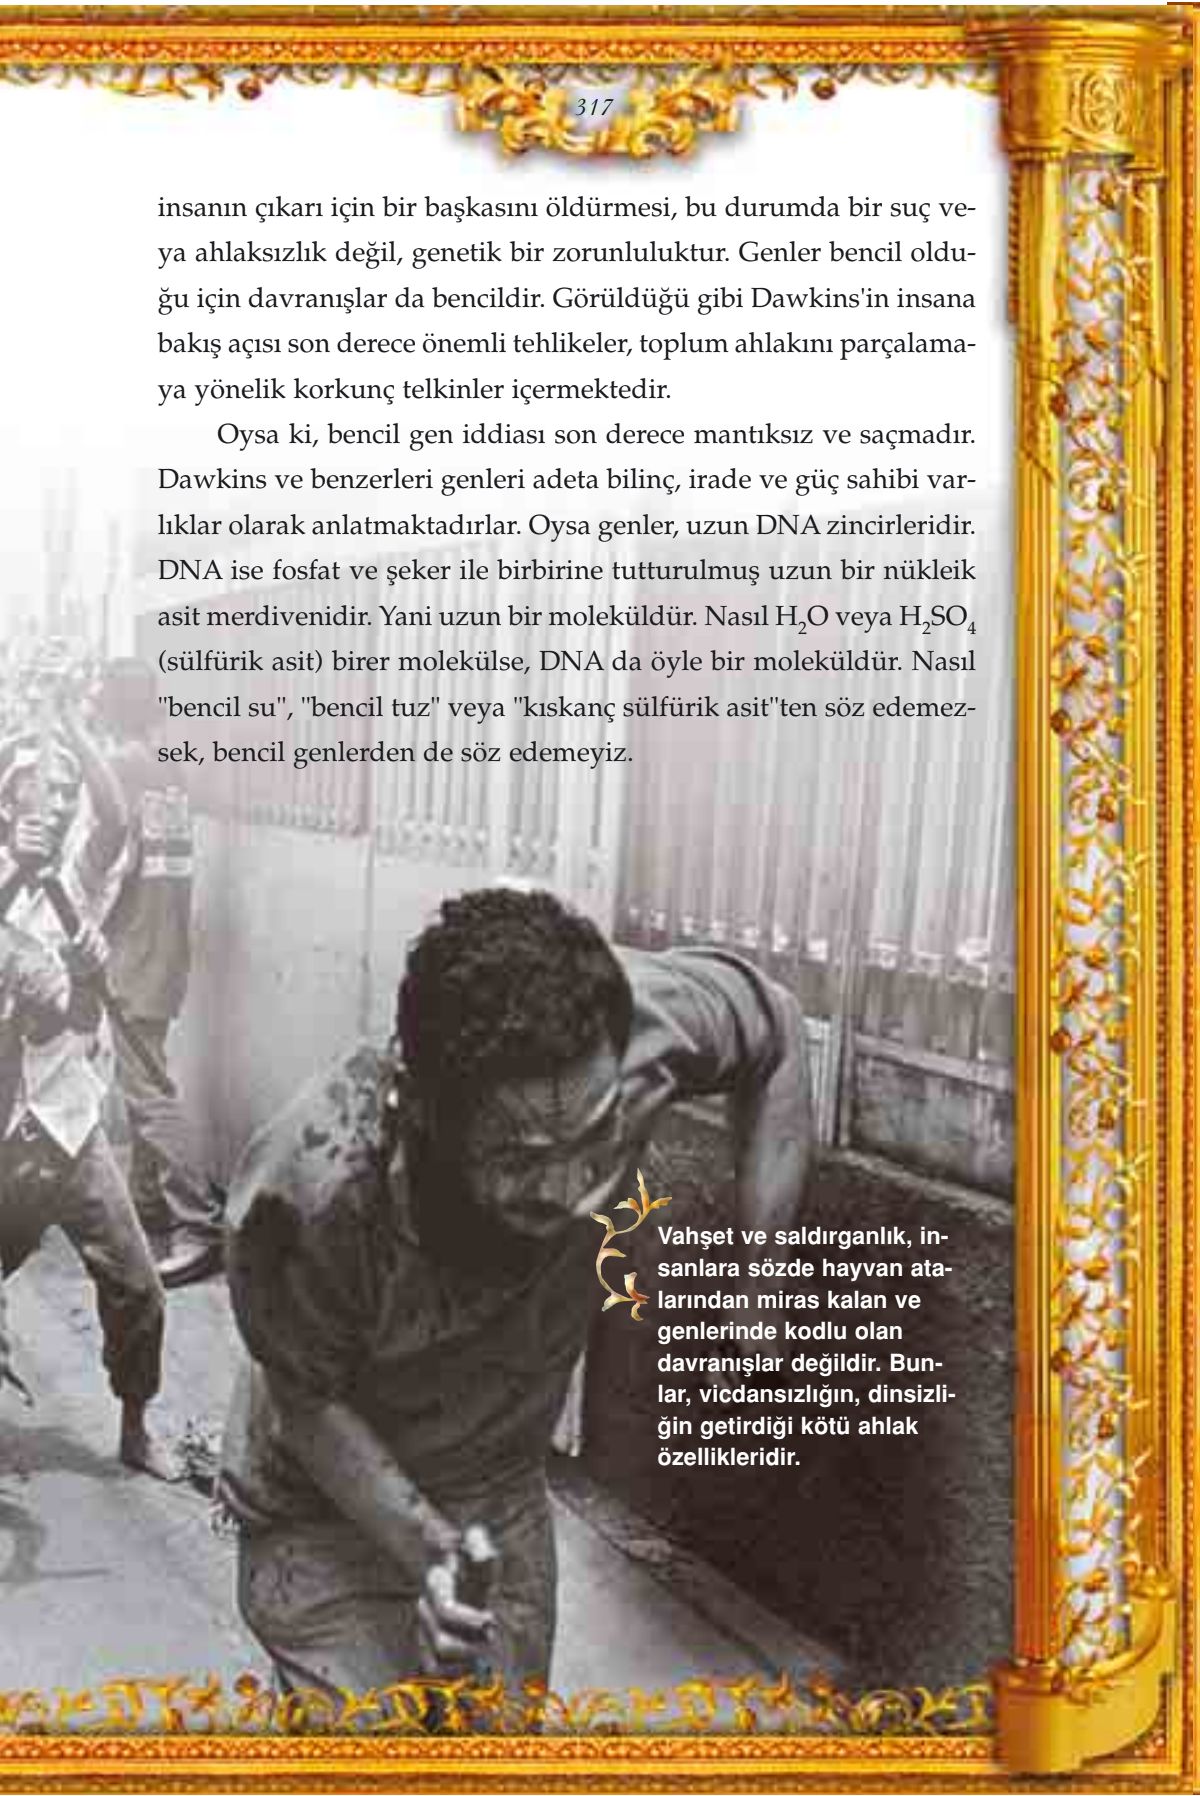 317
insanın çıkarı için bir başkasını öldürmesi, bu durumda bir suç ve-
ya ahlaksızlık değil, genetik bir zorunluluktur. Genler bencil oldu-
ğu için davranışlar da bencildir. Görüldüğü gibi Dawkins'in insana
bakış açısı son derece önemli tehlikeler, toplum ahlakını parçalama-
ya yönelik korkunç telkinler içermektedir.
Oysa ki, bencil gen iddiası son derece mantıksız ve saçmadır.
Dawkins ve benzerleri genleri adeta bilinç, irade ve güç sahibi var-
lıklar olarak anlatmaktadırlar. Oysa genler, uzun DNA zincirleridir.
DNA ise fosfat ve şeker ile birbirine tutturulmuş uzun bir nükleik
asit merdivenidir. Yani uzun bir moleküldür. Nasıl H₂O veya H₂SO₄
(sülfürik asit) birer molekülse, DNA da öyle bir moleküldür. Nasıl
"bencil su", "bencil tuz" veya "kıskanç sülfürik asit"ten söz edemez-
sek, bencil genlerden de söz edemeyiz.
Vahşet ve saldırganlık, in-
sanlara sözde hayvan ata-
larından miras kalan ve
genlerinde kodlu olan
davranışlar değildir. Bun-
lar, vicdansızlığın, dinsizli-
ğin getirdiği kötü ahlak
özellikleridir.